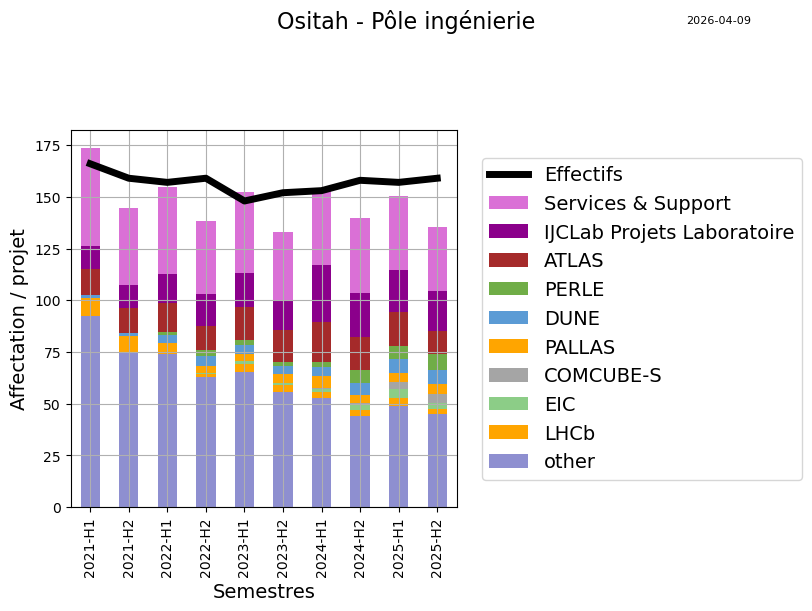 Ositah - Pôle ingénierie
2026-04-09
Affectation / projet
175
150
125
100
75
50
25
0
2021-H1
2021-H2
2022-H1
2022-H2
2023-H1
2023-H2
2024-H1
2024-H2
2025-H1
2025-H2
Semestres
Effectifs
Services & Support
IJCLab Projets Laboratoire
ATLAS
PERLE
DUNE
PALLAS
COMCUBE-S
EIC
LHCb
other